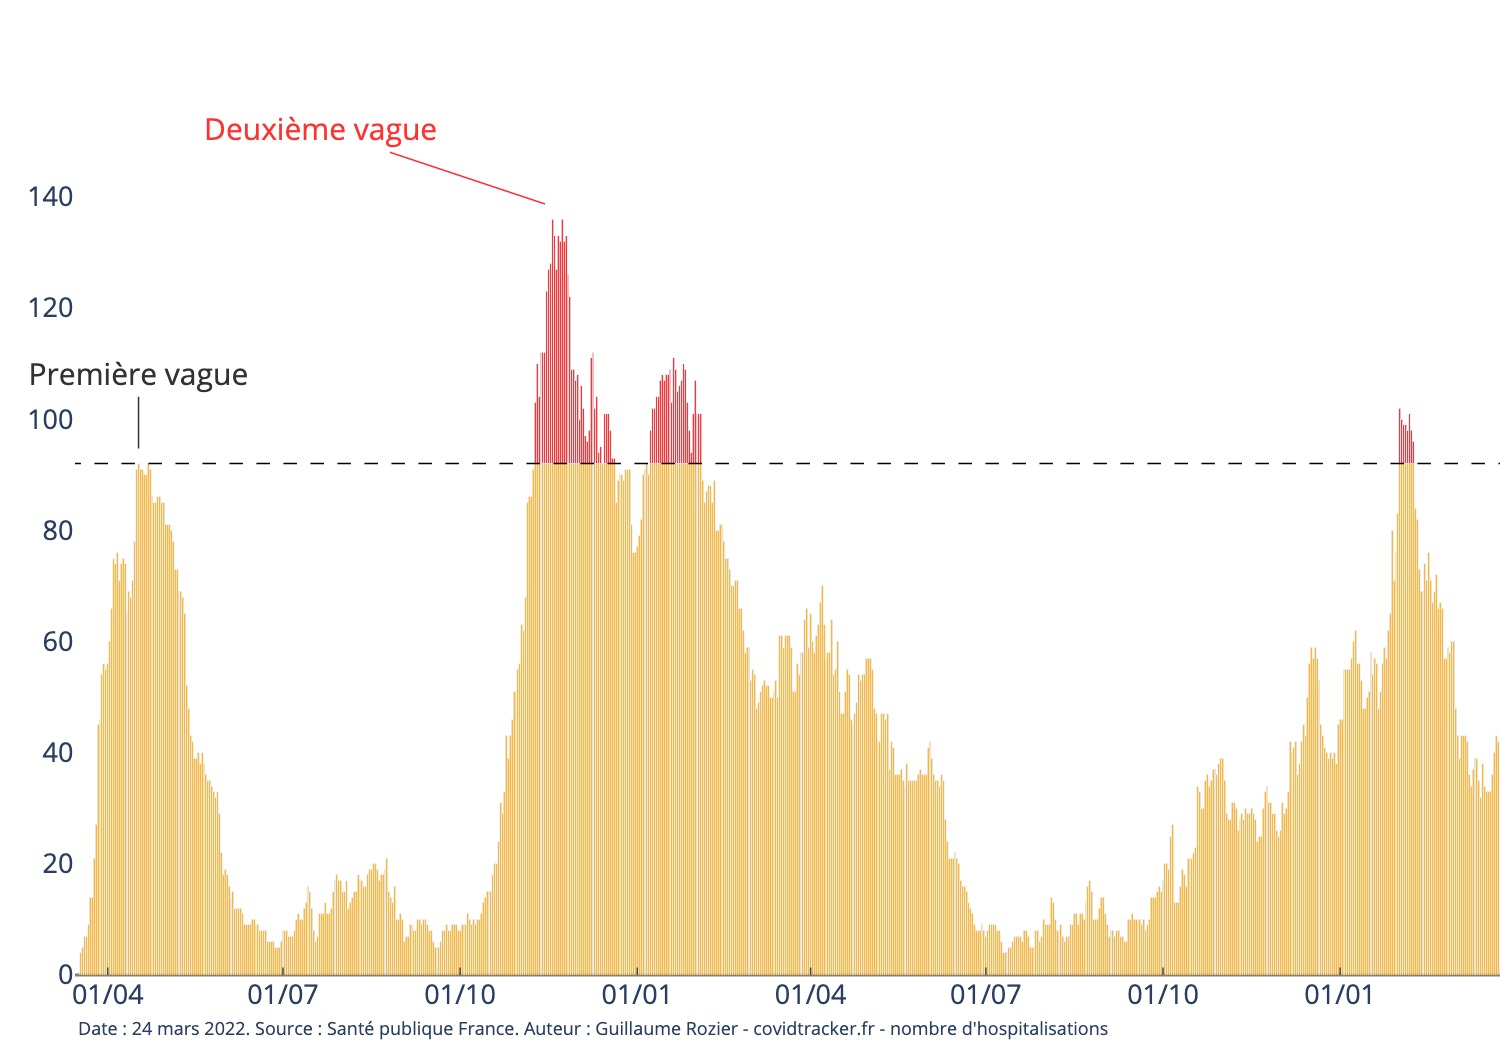 Deuxième vague
140
120
Première vague
100
80
60
40
20
0
01/04 01/07 01/10 01/01 01/04 01/07 01/10 01/01
Date : 24 mars 2022. Source : Santé publique France. Auteur : Guillaume Rozier - covidtracker.fr - nombre d'hospitalisations